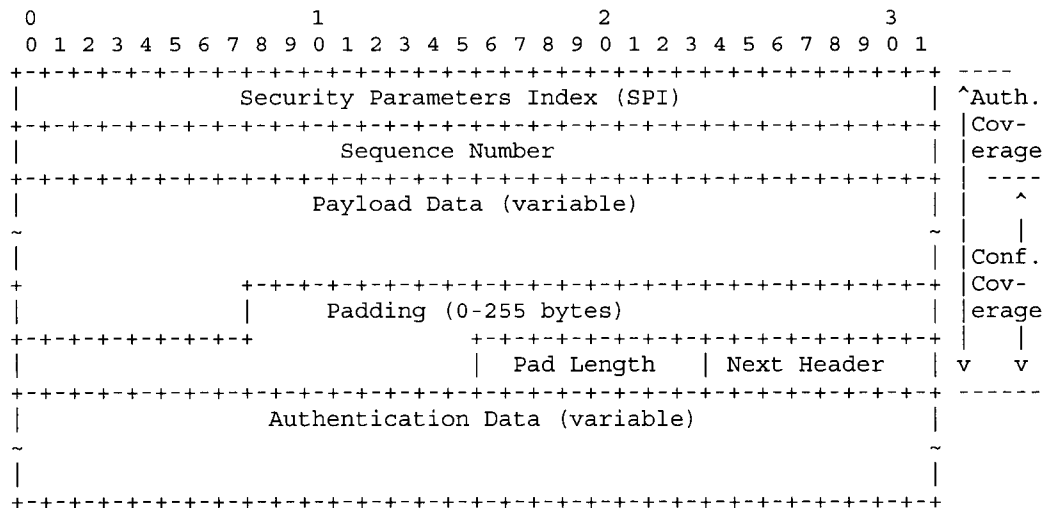 0 1 2 3
0 1 2 3 4 5 6 7 8 9 0 1 2 3 4 5 6 7 8 9 0 1 2 3 4 5 6 7 8 9 0 1
+-+-+-+-+-+-+-+-+-+-+-+-+-+-+-+-+-+-+-+-+-+-+-+-+-+-+-+-+-+-+-+-+ ----
| Security Parameters Index (SPI) | ^Auth.
+-+-+-+-+-+-+-+-+-+-+-+-+-+-+-+-+-+-+-+-+-+-+-+-+-+-+-+-+-+-+-+-+ |Cov-
| Sequence Number | |erage
+-+-+-+-+-+-+-+-+-+-+-+-+-+-+-+-+-+-+-+-+-+-+-+-+-+-+-+-+-+-+-+-+ | ----
| Payload Data (variable) | | ^
~ ~ | |
| | |Conf.
+ +-+-+-+-+-+-+-+-+-+-+-+-+-+-+-+-+-+-+-+-+-+-+-+-+ |Cov-
| | Padding (0-255 bytes) | |erage
+-+-+-+-+-+-+-+-+ +-+-+-+-+-+-+-+-+-+-+-+-+-+-+-+-+ | |
| | Pad Length | Next Header | v v
+-+-+-+-+-+-+-+-+-+-+-+-+-+-+-+-+-+-+-+-+-+-+-+-+-+-+-+-+-+-+-+-+ ------
| Authentication Data (variable) |
~ ~
| |
+-+-+-+-+-+-+-+-+-+-+-+-+-+-+-+-+-+-+-+-+-+-+-+-+-+-+-+-+-+-+-+-+